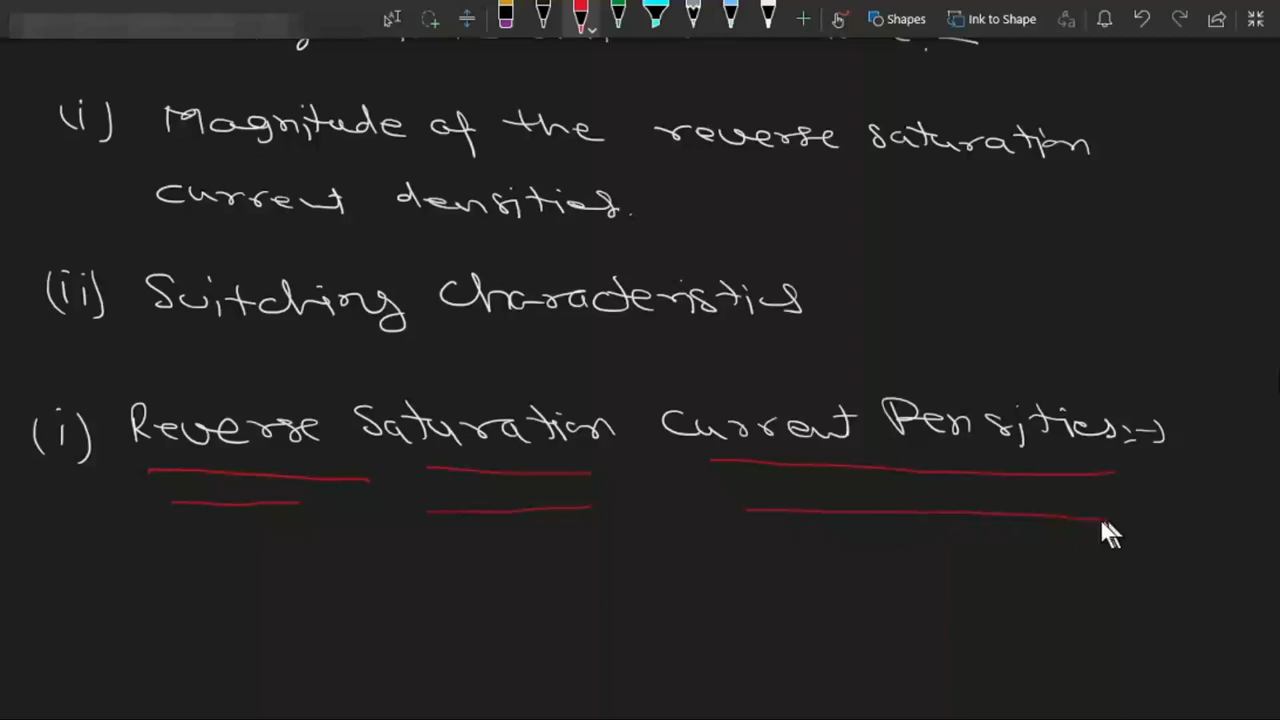 Shapes
Ink to Shape
(i) Magnitude of the reverse saturation
current densities.
(ii) Switching Characteristics
(i) Reverse Saturation Current Densities:->